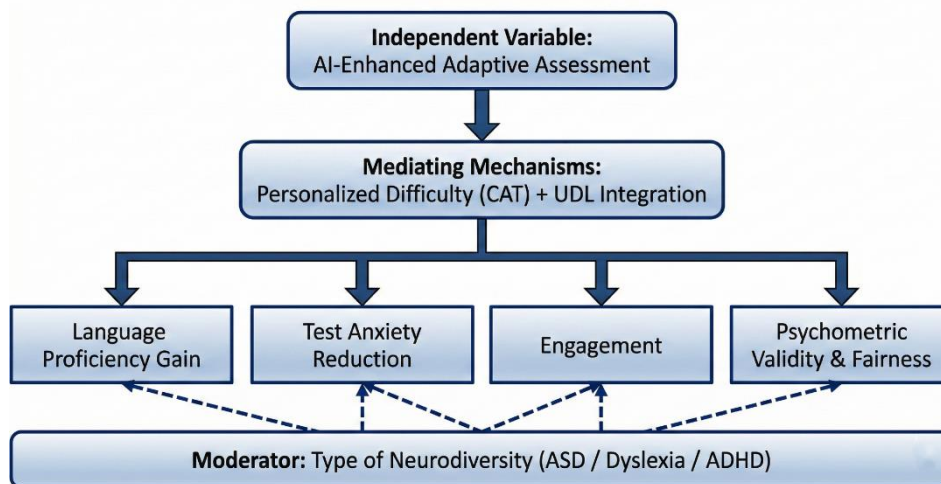 Independent Variable:
AI-Enhanced Adaptive Assessment
Mediating Mechanisms:
Personalized Difficulty (CAT) + UDL Integration
Language
Proficiency Gain
Test Anxiety
Reduction
Engagement
Psychometric
Validity & Fairness
Moderator: Type of Neurodiversity (ASD / Dyslexia / ADHD)